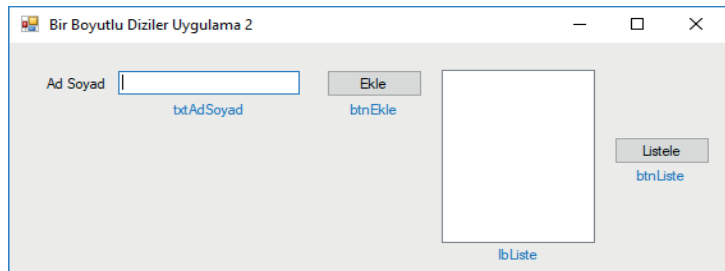 Bir Boyutlu Diziler Uygulama 2
Ad Soyad
Ekle
txtAdSoyad
btnEkle
Listele
btnListe
lbListe